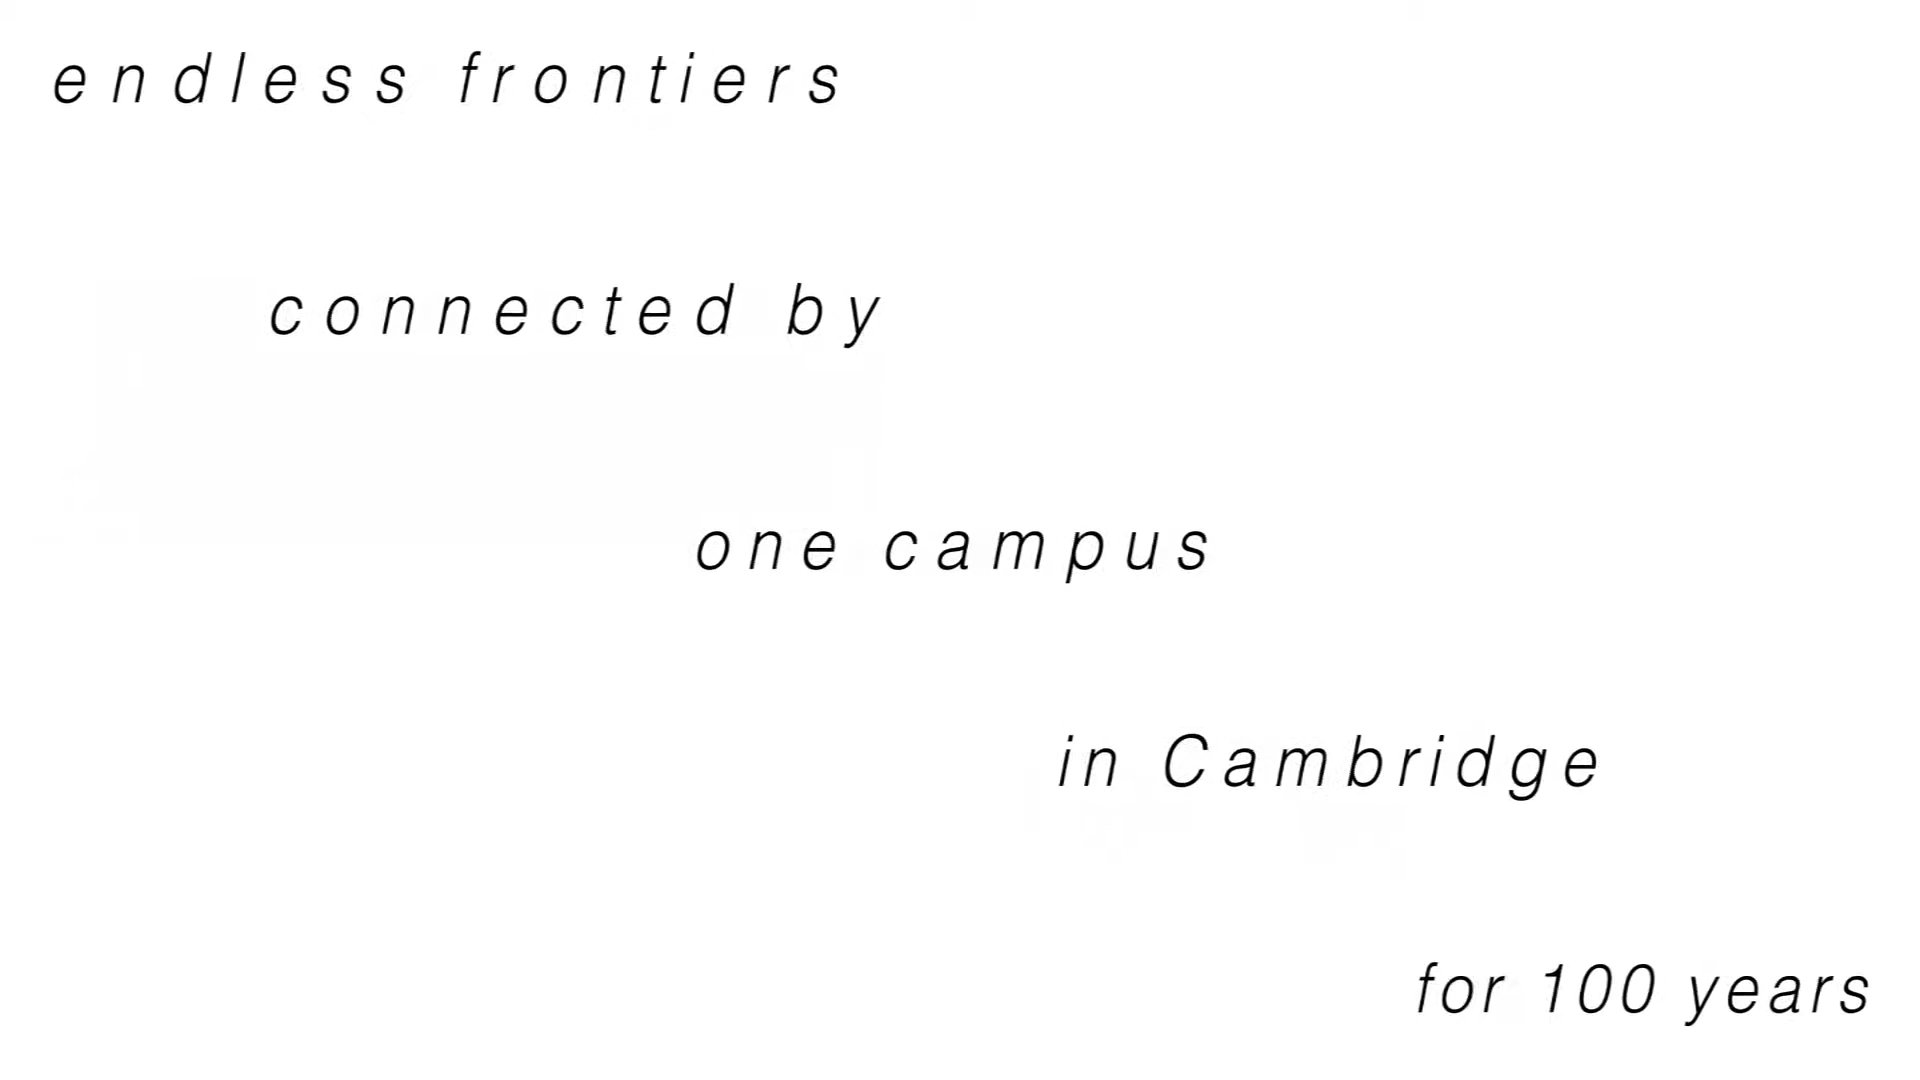 endless frontiers
connected by
one campus
in Cambridge
for 100 years